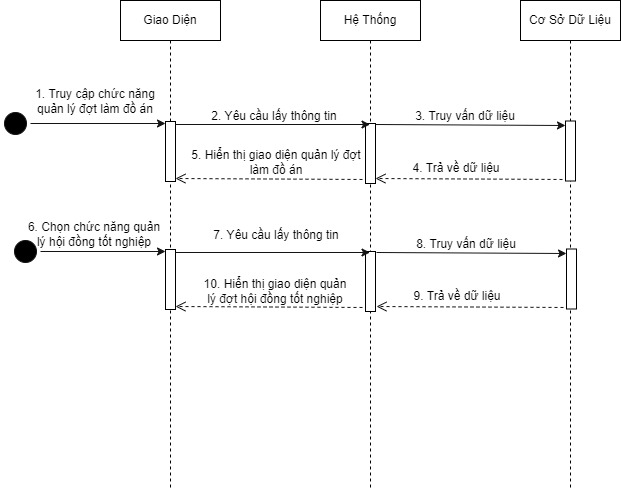 Giao Diện
Hệ Thống
Cơ Sở Dữ Liệu
1. Truy cập chức năng
quản lý đợt làm đồ án
2. Yêu cầu lấy thông tin
3. Truy vấn dữ liệu
4. Trả về dữ liệu
5. Hiển thị giao diện quản lý đợt
làm đồ án
6. Chọn chức năng quản
lý hội đồng tốt nghiệp
7. Yêu cầu lấy thông tin
8. Truy vấn dữ liệu
9. Trả về dữ liệu
10. Hiển thị giao diện quản
lý đơt hội đồng tốt nghiệp